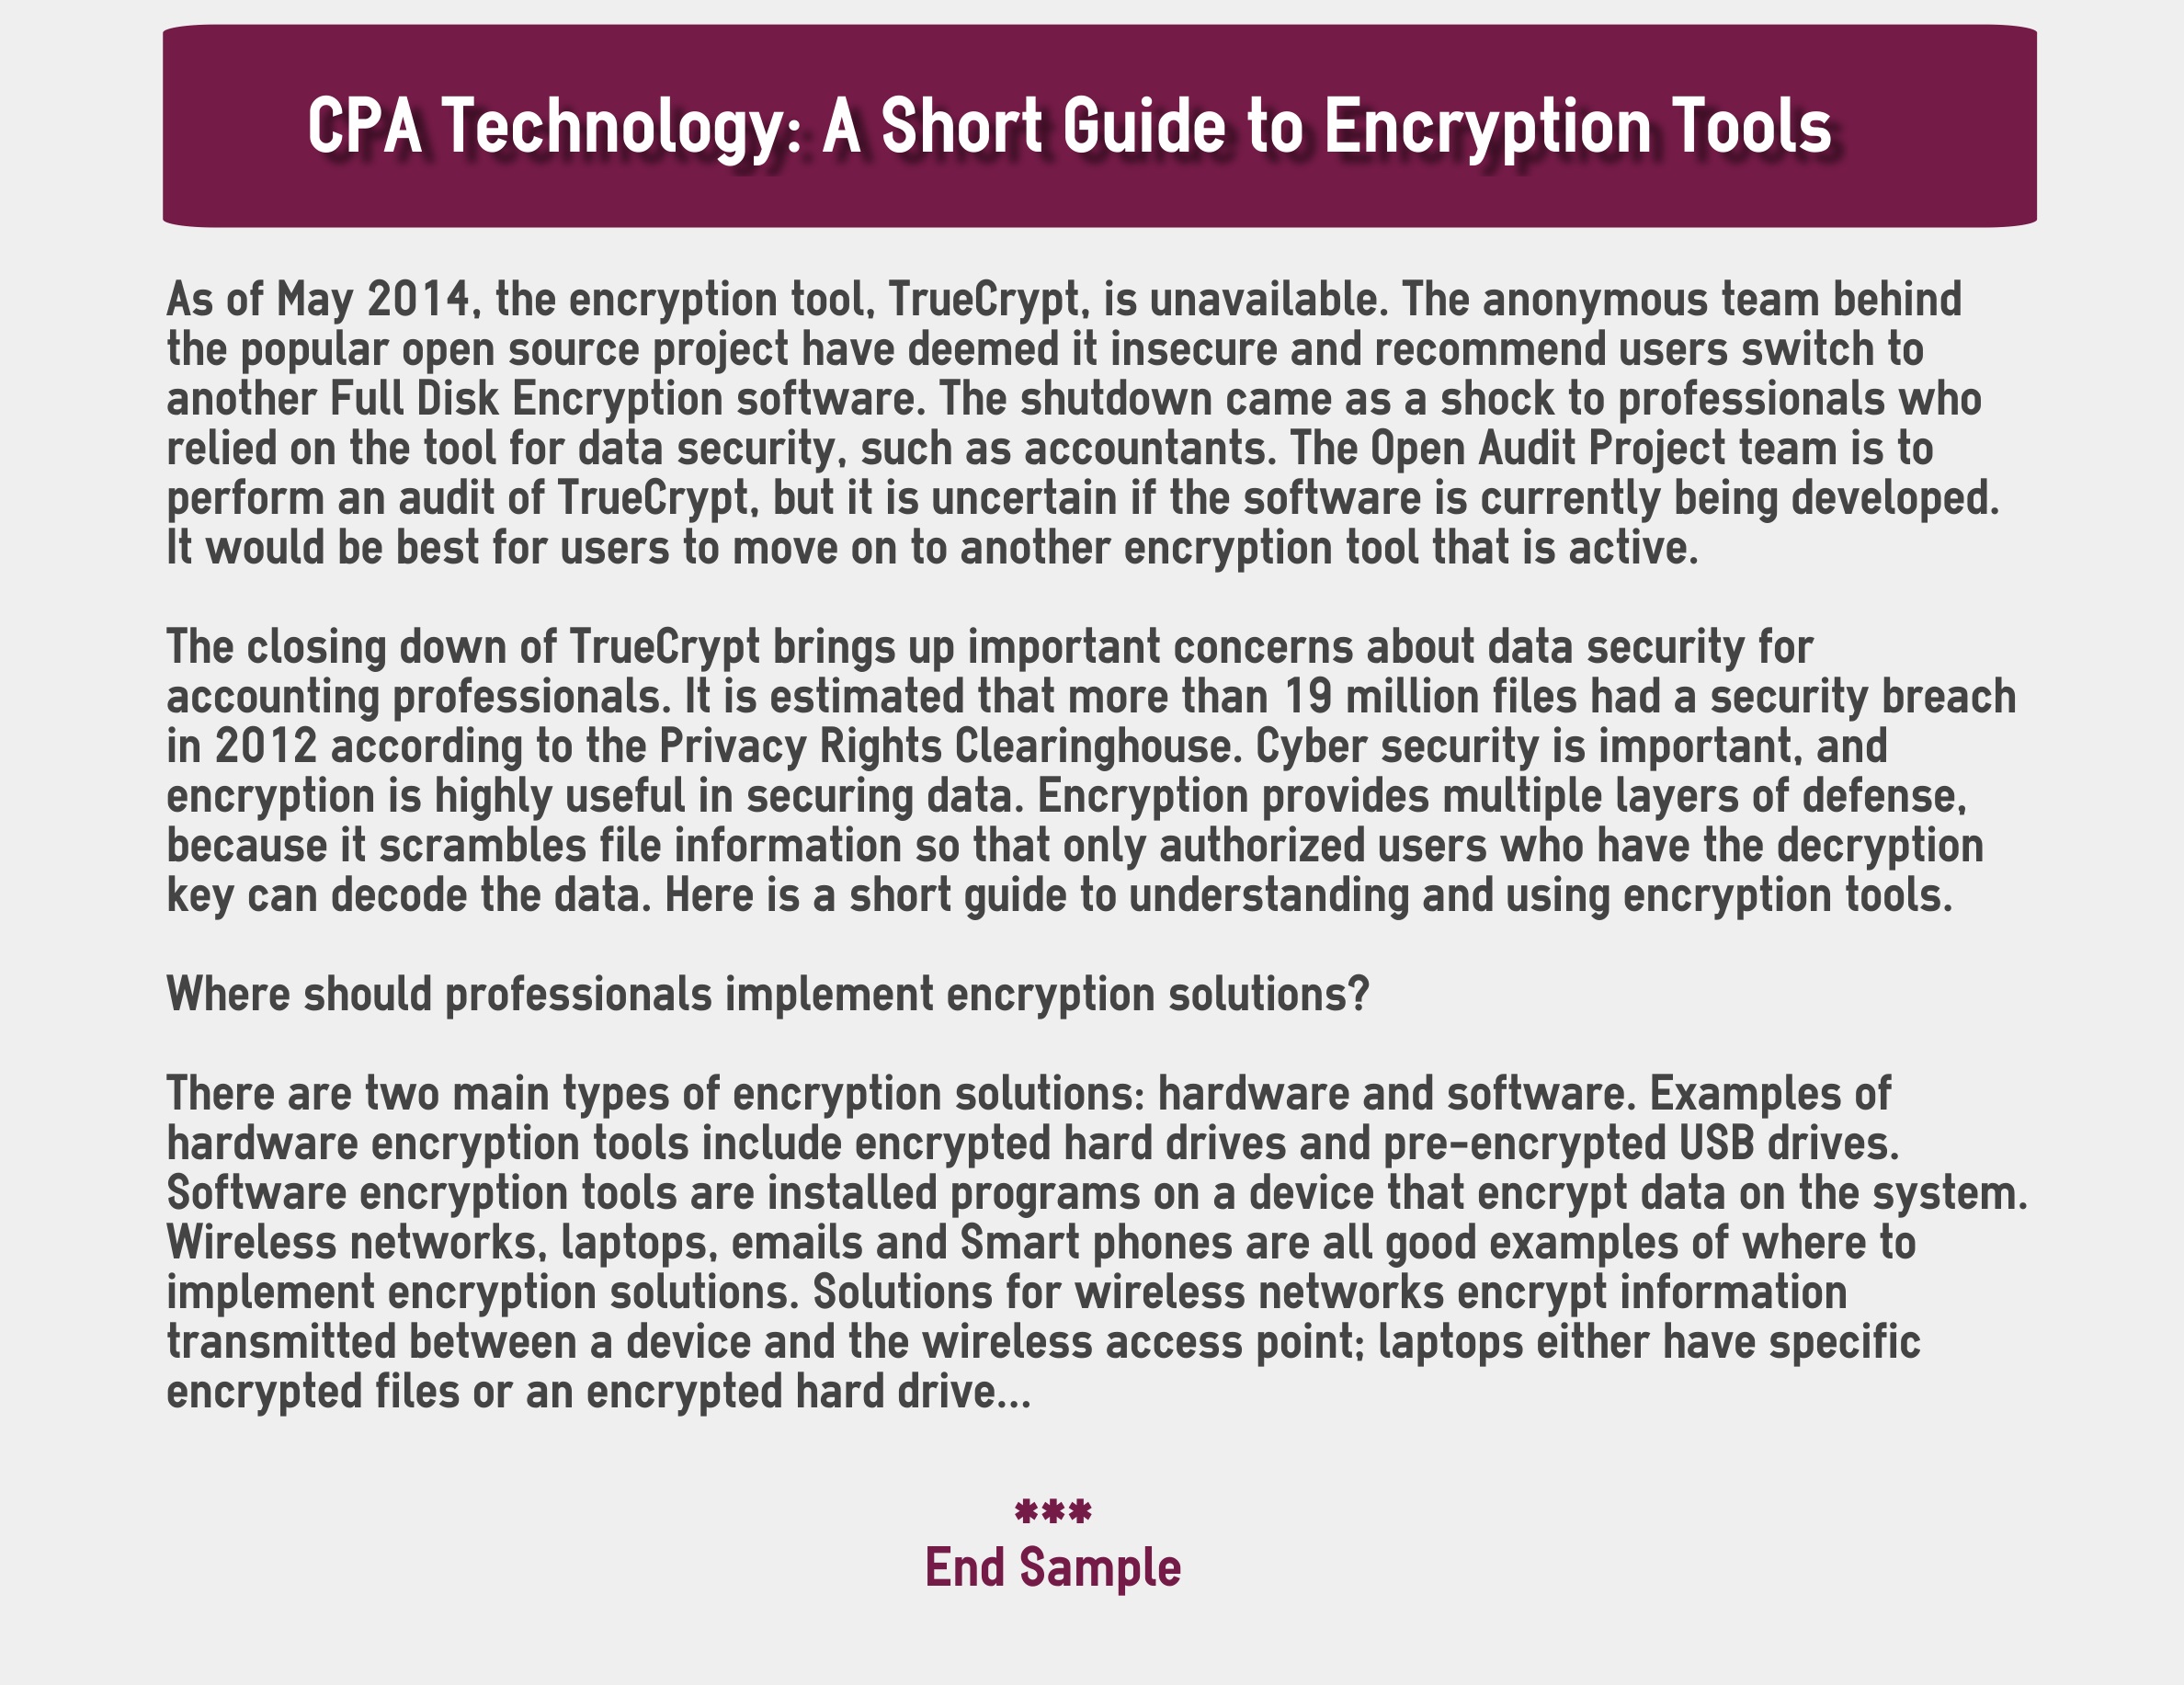 CPA Technology: A Short Guide to Encryption Tools
As of May 2014, the encryption tool, TrueCrypt, is unavailable. The anonymous team behind
the popular open source project have deemed it insecure and recommend users switch to
another Full Disk Encryption software. The shutdown came as a shock to professionals who
relied on the tool for data security, such as accountants. The Open Audit Project team is to
perform an audit of TrueCrypt, but it is uncertain if the software is currently being developed.
It would be best for users to move on to another encryption tool that is active.
The closing down of TrueCrypt brings up important concerns about data security for
accounting professionals. It is estimated that more than 19 million files had a security breach
in 2012 according to the Privacy Rights Clearinghouse. Cyber security is important, and
encryption is highly useful in securing data. Encryption provides multiple layers of defense,
because it scrambles file information so that only authorized users who have the decryption
key can decode the data. Here is a short guide to understanding and using encryption tools.
Where should professionals implement encryption solutions?
There are two main types of encryption solutions: hardware and software. Examples of
hardware encryption tools include encrypted hard drives and pre-encrypted USB drives.
Software encryption tools are installed programs on a device that encrypt data on the system.
Wireless networks, laptops, emails and Smart phones are all good examples of where to
implement encryption solutions. Solutions for wireless networks encrypt information
transmitted between a device and the wireless access point; laptops either have specific
encrypted files or an encrypted hard drive...
***
End Sample